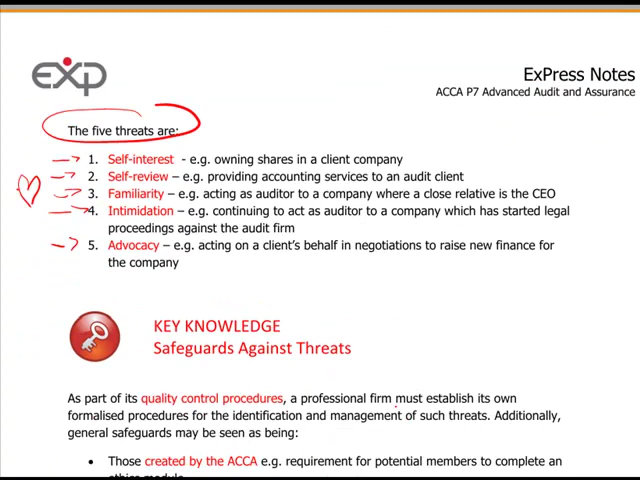 exp
ExPress Notes
ACCA P7 Advanced Audit and Assurance
The five threats are:
1. Self-interest - e.g. owning shares in a client company
2. Self-review – e.g. providing accounting services to an audit client
3. Familiarity – e.g. acting as auditor to a company where a close relative is the CEO
4. Intimidation – e.g. continuing to act as auditor to a company which has started legal
proceedings against the audit firm
5. Advocacy – e.g. acting on a client’s behalf in negotiations to raise new finance for
the company
KEY KNOWLEDGE
Safeguards Against Threats
As part of its quality control procedures, a professional firm must establish its own
formalised procedures for the identification and management of such threats. Additionally,
general safeguards may be seen as being:
• Those created by the ACCA e.g. requirement for potential members to complete an
ethics module